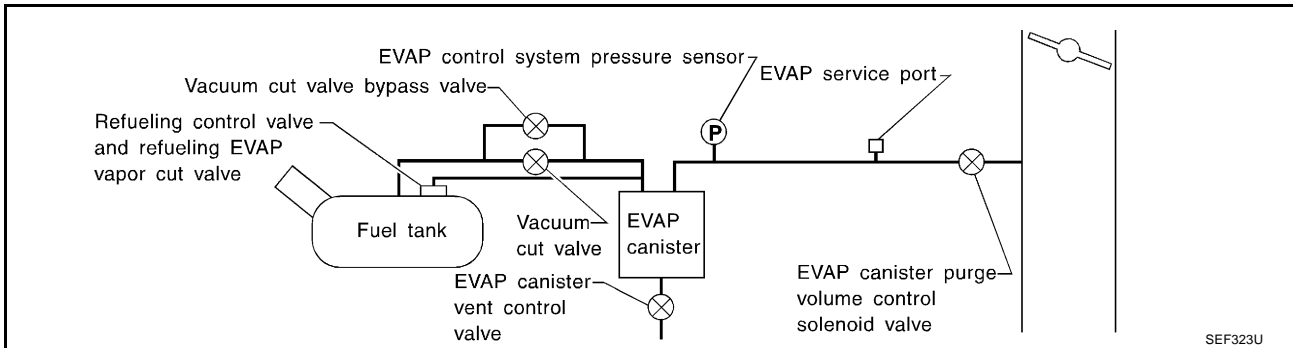 EVAP control system pressure sensor
EVAP service port
Vacuum cut valve bypass valve
Refueling control valve
and refueling EVAP
vapor cut valve
P
Fuel tank
Vacuum
cut valve
EVAP
canister
EVAP canister
vent control
valve
EVAP canister purge
volume control
solenoid valve
SEF323U